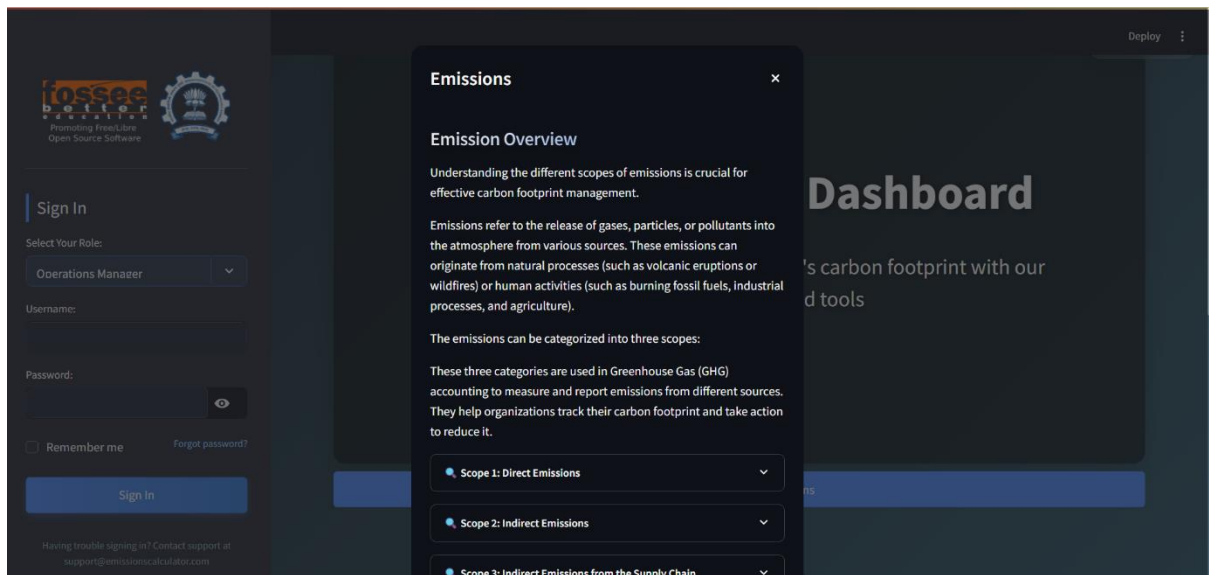 Deploy
fossee
better
education
Promoting Free/Libre
Open Source Software
Sign In
Select Your Role:
Operations Manager
Username:
Password:
Remember me
Forgot password?
Sign In
Having trouble signing in? Contact support at
support@emissionscalculator.com
Dashboard
's carbon footprint with our
d tools
ns
Emissions
Emission Overview
Understanding the different scopes of emissions is crucial for
effective carbon footprint management.
Emissions refer to the release of gases, particles, or pollutants into
the atmosphere from various sources. These emissions can
originate from natural processes (such as volcanic eruptions or
wildfires) or human activities (such as burning fossil fuels, industrial
processes, and agriculture).
The emissions can be categorized into three scopes:
These three categories are used in Greenhouse Gas (GHG)
accounting to measure and report emissions from different sources.
They help organizations track their carbon footprint and take action
to reduce it.
Scope 1: Direct Emissions
Scope 2: Indirect Emissions
Scope 3: Indirect Emissions from the Supply Chain